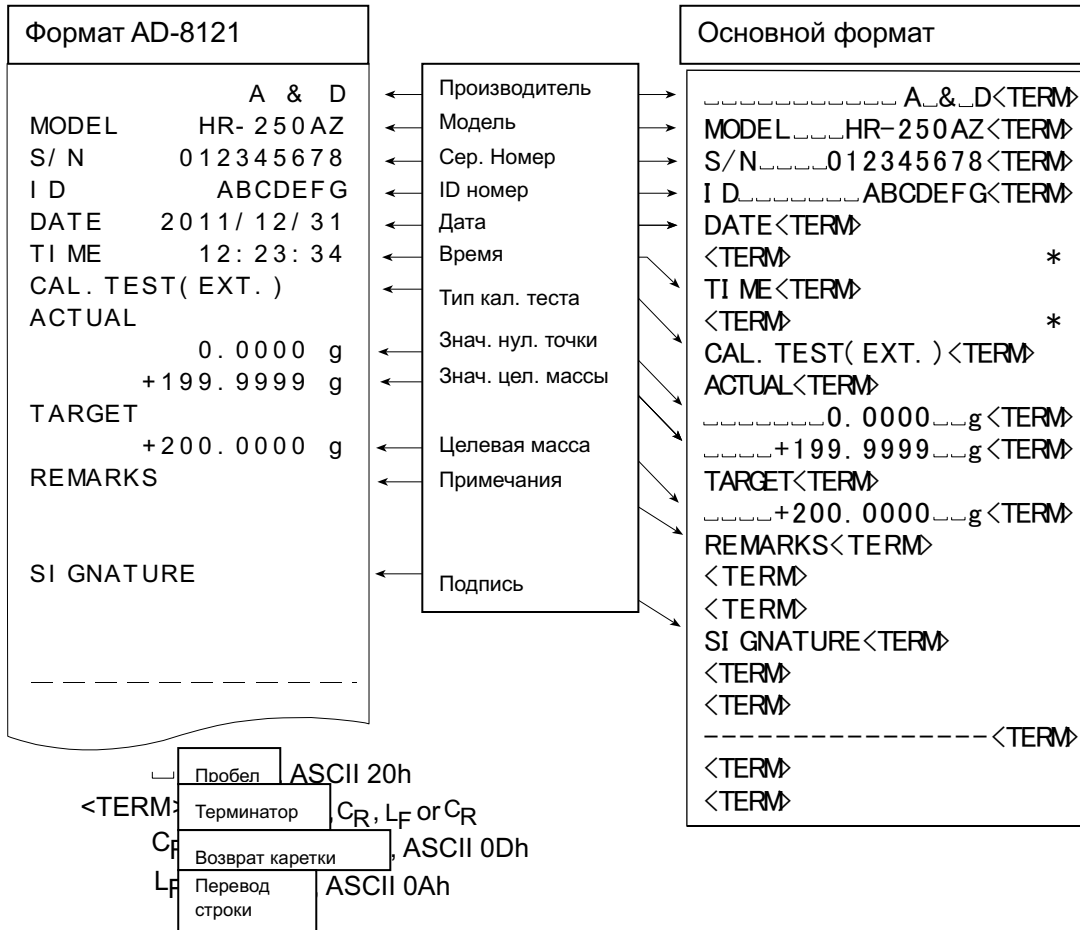 Формат AD-8121
A & D
MODEL HR-250AZ
S/N 012345678
ID ABCDEFG
DATE 2011/12/31
TIME 12:23:34
CAL. TEST(EXT.)
ACTUAL
0.0000 g
+199.9999 g
TARGET
+200.0000 g
REMARKS
SIGNATURE
Производитель
Модель
Сер. Номер
ID номер
Дата
Время
Тип кал. теста
Знач. нул. точки
Знач. цел. массы
Целевая масса
Примечания
Подпись
Основной формат
␣␣␣␣␣␣␣␣␣␣␣␣A␣&␣D<TERM>
MODEL␣␣␣HR-250AZ<TERM>
S/N␣␣␣␣012345678<TERM>
ID␣␣␣␣␣␣␣ABCDEFG<TERM>
DATE<TERM>
<TERM> *
TIME<TERM>
<TERM> *
CAL. TEST(EXT.)<TERM>
ACTUAL<TERM>
␣␣␣␣␣␣␣0.0000␣␣g<TERM>
␣␣␣␣+199.9999␣␣g<TERM>
TARGET<TERM>
␣␣␣␣+200.0000␣␣g<TERM>
REMARKS<TERM>
<TERM>
<TERM>
SIGNATURE<TERM>
<TERM>
<TERM>
----------------<TERM>
<TERM>
<TERM>
␣ Пробел, ASCII 20h
<TERM> Терминатор, CR, LF or CR
CR Возврат каретки, ASCII 0Dh
LF Перевод строки, ASCII 0Ah